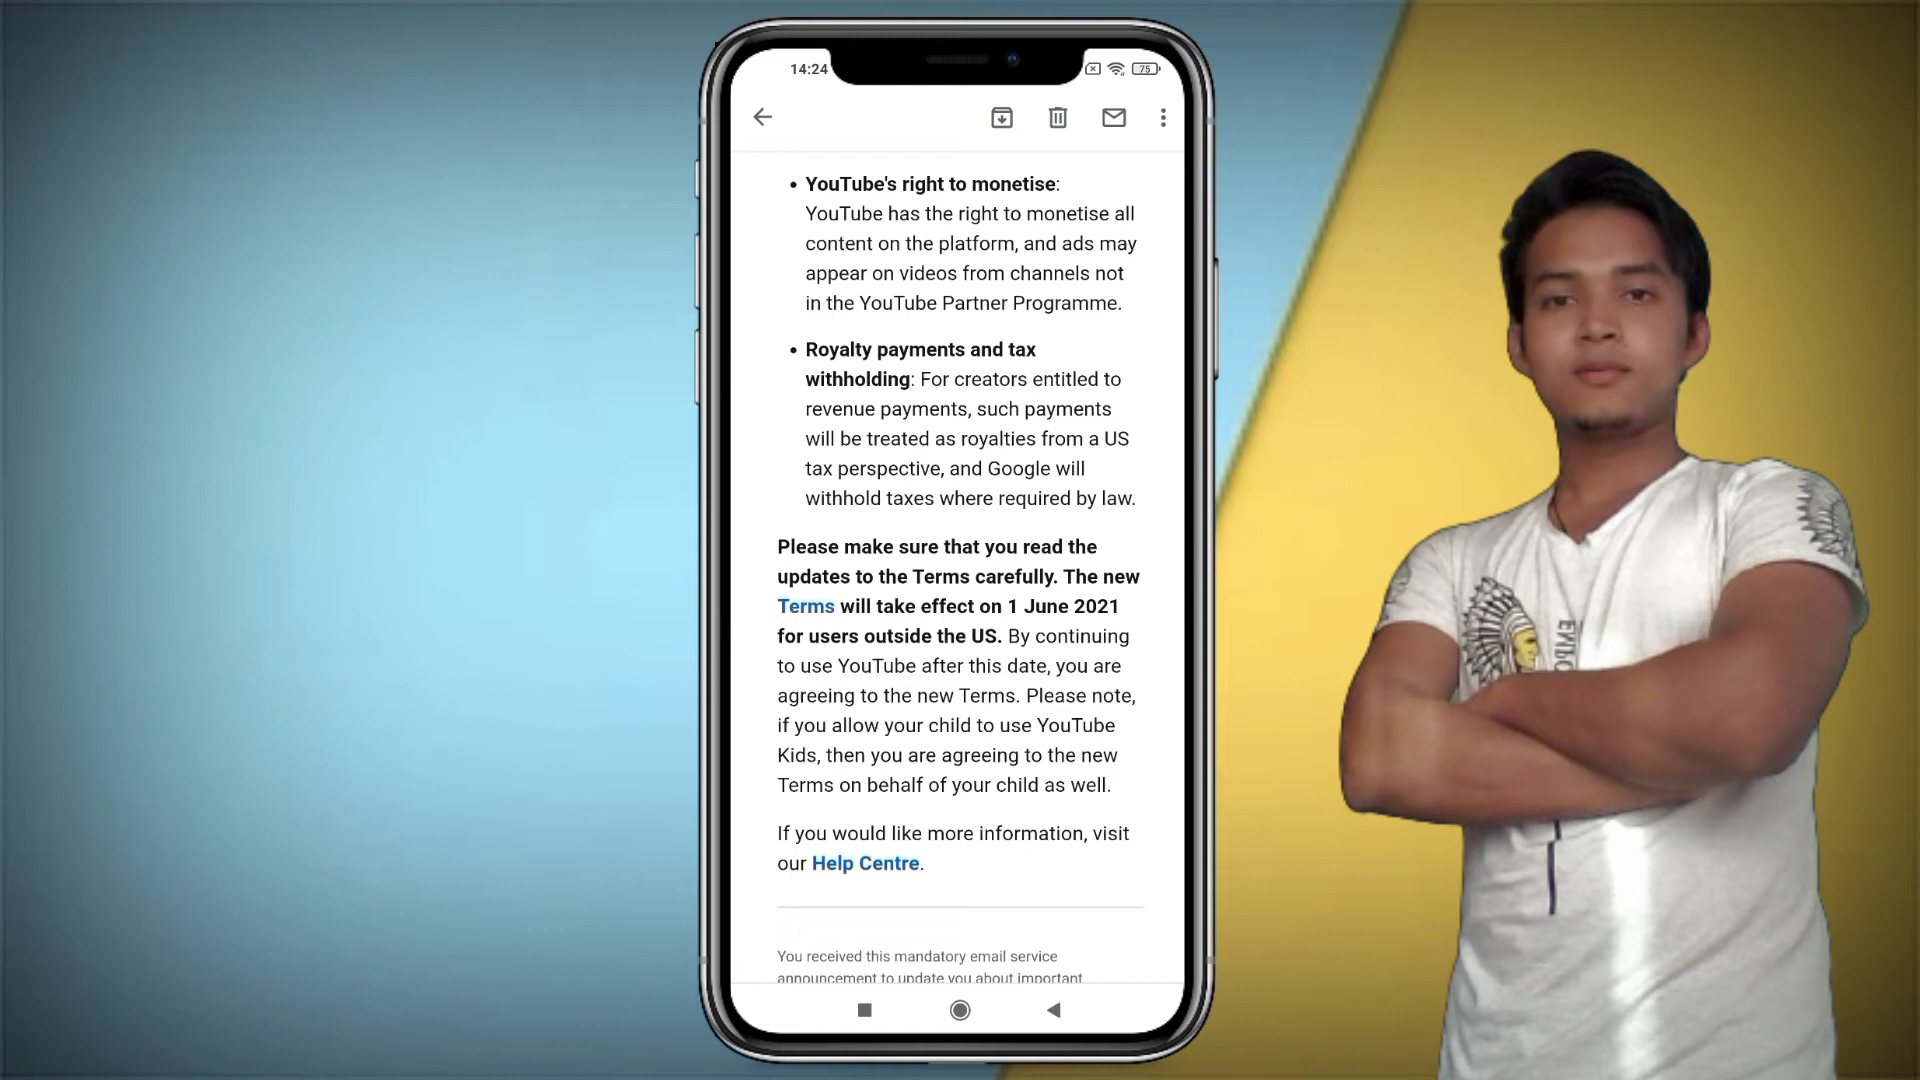 14:24
75
• YouTube's right to monetise:
YouTube has the right to monetise all
content on the platform, and ads may
appear on videos from channels not
in the YouTube Partner Programme.
• Royalty payments and tax
withholding: For creators entitled to
revenue payments, such payments
will be treated as royalties from a US
tax perspective, and Google will
withhold taxes where required by law.
Please make sure that you read the
updates to the Terms carefully. The new
Terms will take effect on 1 June 2021
for users outside the US. By continuing
to use YouTube after this date, you are
agreeing to the new Terms. Please note,
if you allow your child to use YouTube
Kids, then you are agreeing to the new
Terms on behalf of your child as well.
If you would like more information, visit
our Help Centre.
You received this mandatory email service
announcement to update you about important